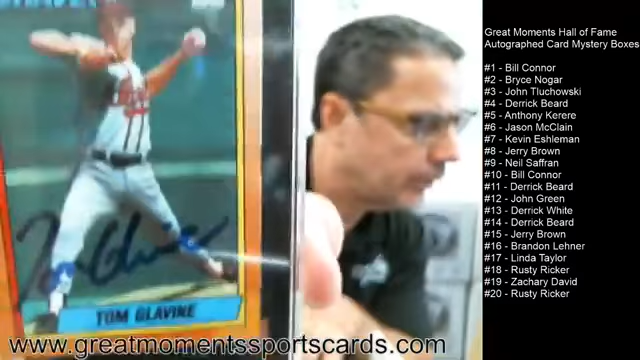 Great Moments Hall of Fame
Autographed Card Mystery Boxes
#1 - Bill Connor
#2 - Bryce Nogar
#3 - John Tluchowski
#4 - Derrick Beard
#5 - Anthony Kerere
#6 - Jason McClain
#7 - Kevin Eshleman
#8 - Jerry Brown
#9 - Neil Saffran
#10 - Bill Connor
#11 - Derrick Beard
#12 - John Green
#13 - Derrick White
#14 - Derrick Beard
#15 - Jerry Brown
#16 - Brandon Lehner
#17 - Linda Taylor
#18 - Rusty Ricker
#19 - Zachary David
#20 - Rusty Ricker
Tom Glavine
TOM GLAVINE
www.greatmomentssportscards.com